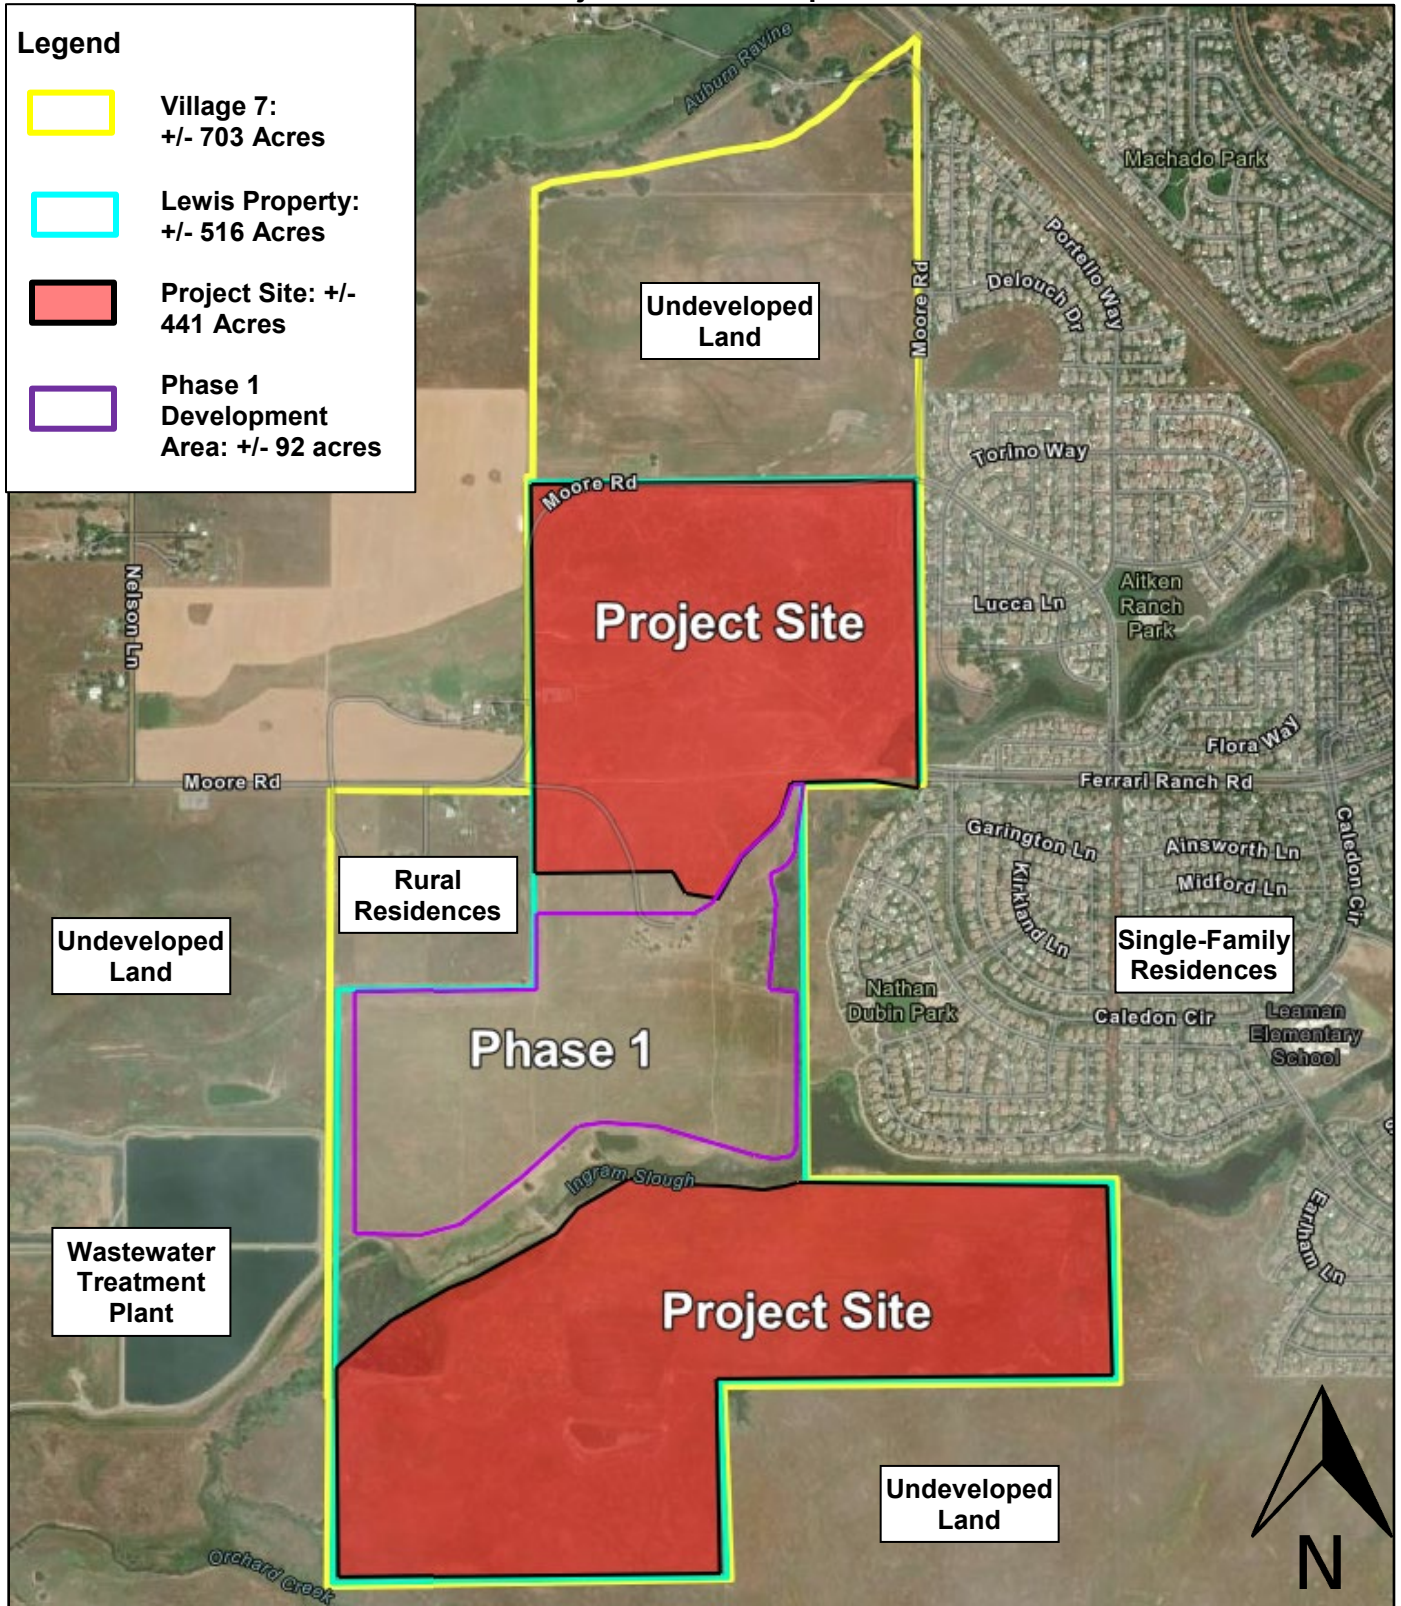 Legend
Village 7:
+/- 703 Acres
Lewis Property:
+/- 516 Acres
Project Site: +/-
441 Acres
Phase 1
Development
Area: +/- 92 acres
Auburn Ravine
Machado Park
Portello Way
Delouch Dr
Moore Rd
Undeveloped
Land
Torino Way
Moore Rd
Nelson Ln
Aitken
Ranch
Park
Lucca Ln
Project Site
Flora Way
Moore Rd
Ferrari Ranch Rd
Garington Ln
Ainsworth Ln
Caledon Cir
Kirkland Ln
Midford Ln
Rural
Residences
Undeveloped
Land
Single-Family
Residences
Nathan
Dubin Park
Caledon Cir
Leaman
Elementary
School
Phase 1
Ingram Slough
Earlham Ln
Wastewater
Treatment
Plant
Project Site
Undeveloped
Land
Orchard Creek
N